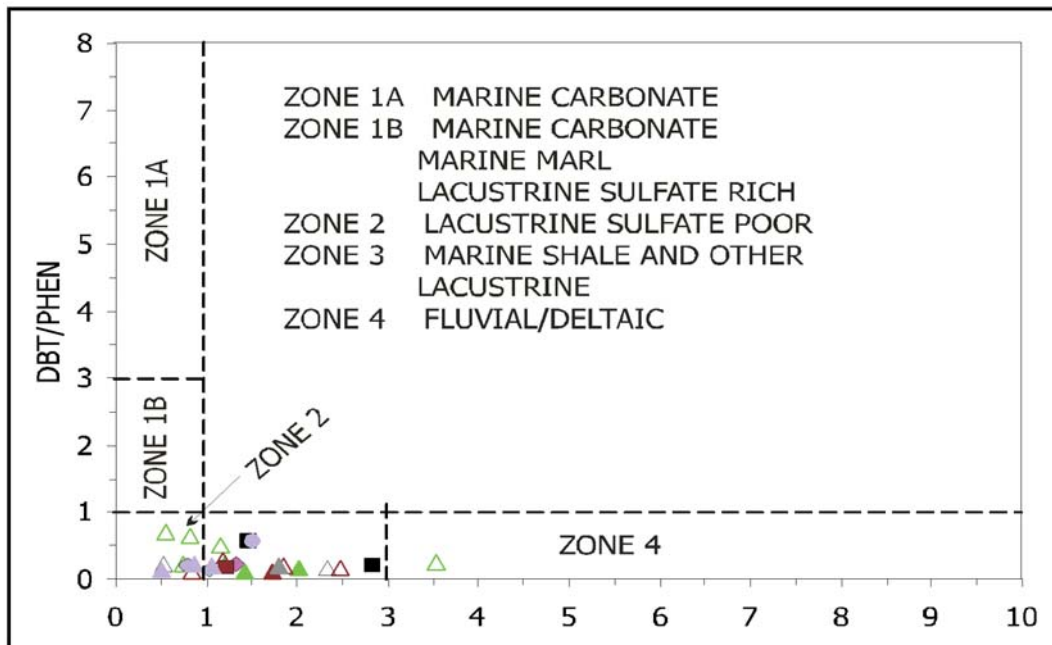 8
7
6
5
4
3
2
1
0
DBT/PHEN
ZONE 1A
ZONE 1B
ZONE 2
ZONE 1A MARINE CARBONATE
ZONE 1B MARINE CARBONATE
MARINE MARL
LACUSTRINE SULFATE RICH
ZONE 2 LACUSTRINE SULFATE POOR
ZONE 3 MARINE SHALE AND OTHER
LACUSTRINE
ZONE 4 FLUVIAL/DELTAIC
ZONE 4
0 1 2 3 4 5 6 7 8 9 10